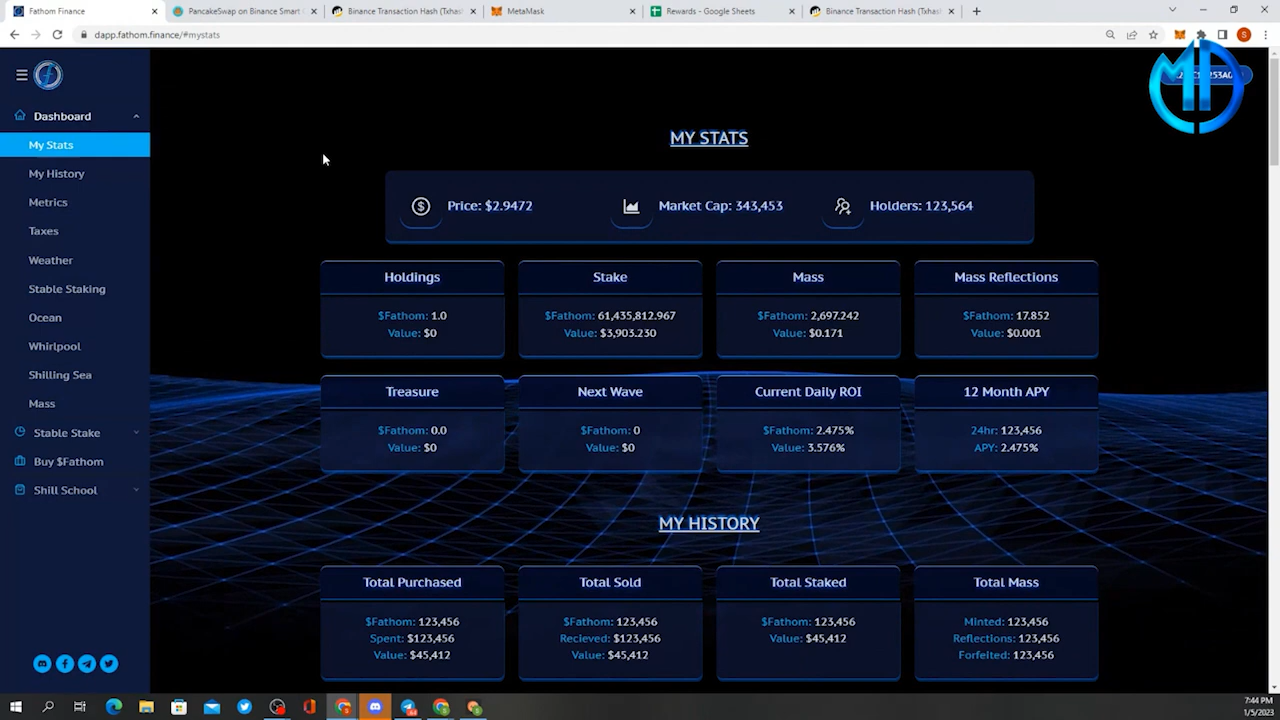 Fathom Finance
PancakeSwap on Binance Smart
Binance Transaction Hash (Txhas
MetaMask
Rewards - Google Sheets
Binance Transaction Hash (Txhas
dapp.fathom.finance/#mystats
S
Dashboard
My Stats
My History
Metrics
Taxes
Weather
Stable Staking
Ocean
Whirlpool
Shilling Sea
Mass
Stable Stake
Buy $Fathom
Shill School
MY STATS
Price: $2.9472
Market Cap: 343,453
Holders: 123,564
Holdings
$Fathom: 1.0
Value: $0
Stake
$Fathom: 61,435,812.967
Value: $3,903.230
Mass
$Fathom: 2,697.242
Value: $0.171
Mass Reflections
$Fathom: 17.852
Value: $0.001
Treasure
$Fathom: 0.0
Value: $0
Next Wave
$Fathom: 0
Value: $0
Current Daily ROI
$Fathom: 2.475%
Value: 3.576%
12 Month APY
24hr: 123,456
APY: 2.475%
MY HISTORY
Total Purchased
$Fathom: 123,456
Spent: $123,456
Value: $45,412
Total Sold
$Fathom: 123,456
Recieved: $123,456
Value: $45,412
Total Staked
$Fathom: 123,456
Value: $45,412
Total Mass
Minted: 123,456
Reflections: 123,456
Forfeited: 123,456
7:44 PM
1/5/2023